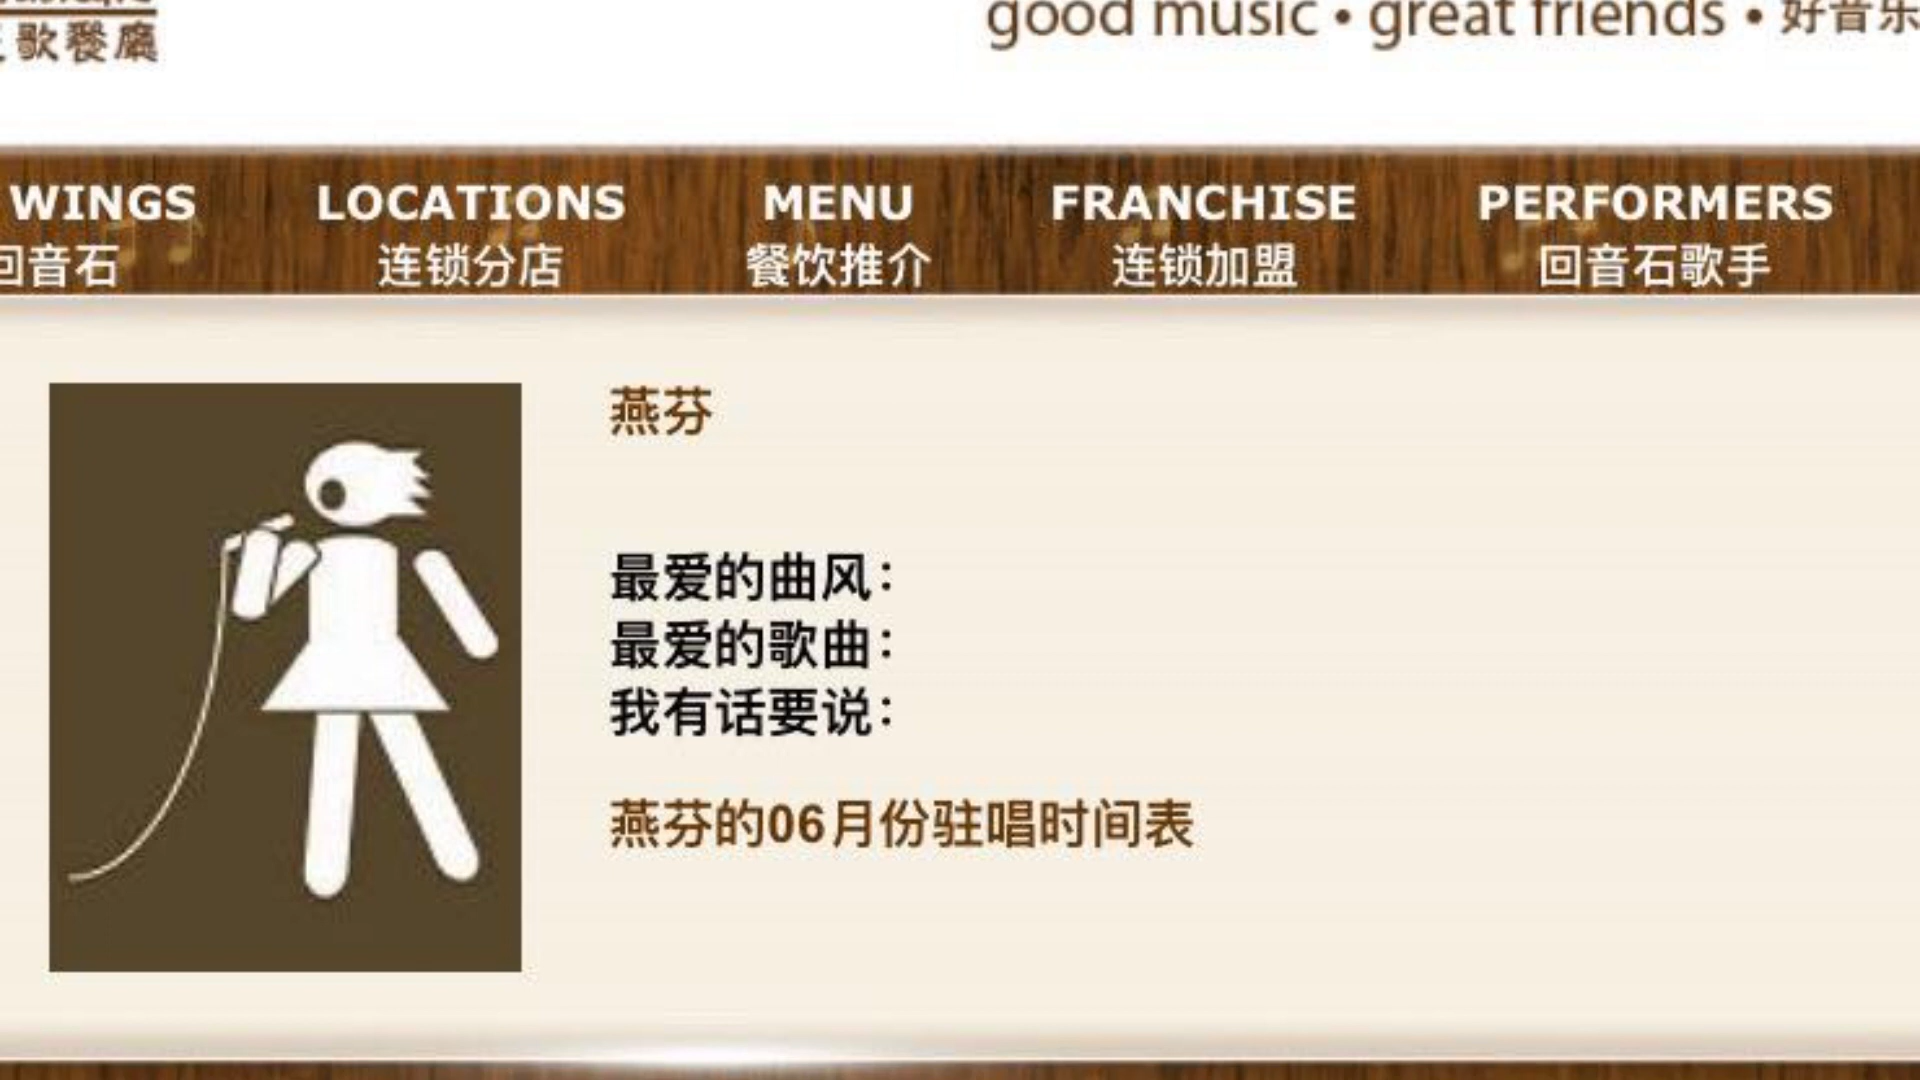 歌餐廳
good music • great friends • 好音乐
WINGS
LOCATIONS
MENU
FRANCHISE
PERFORMERS
回音石
连锁分店
餐饮推介
连锁加盟
回音石歌手
燕芬
最爱的曲风：
最爱的歌曲：
我有话要说：
燕芬的06月份驻唱时间表